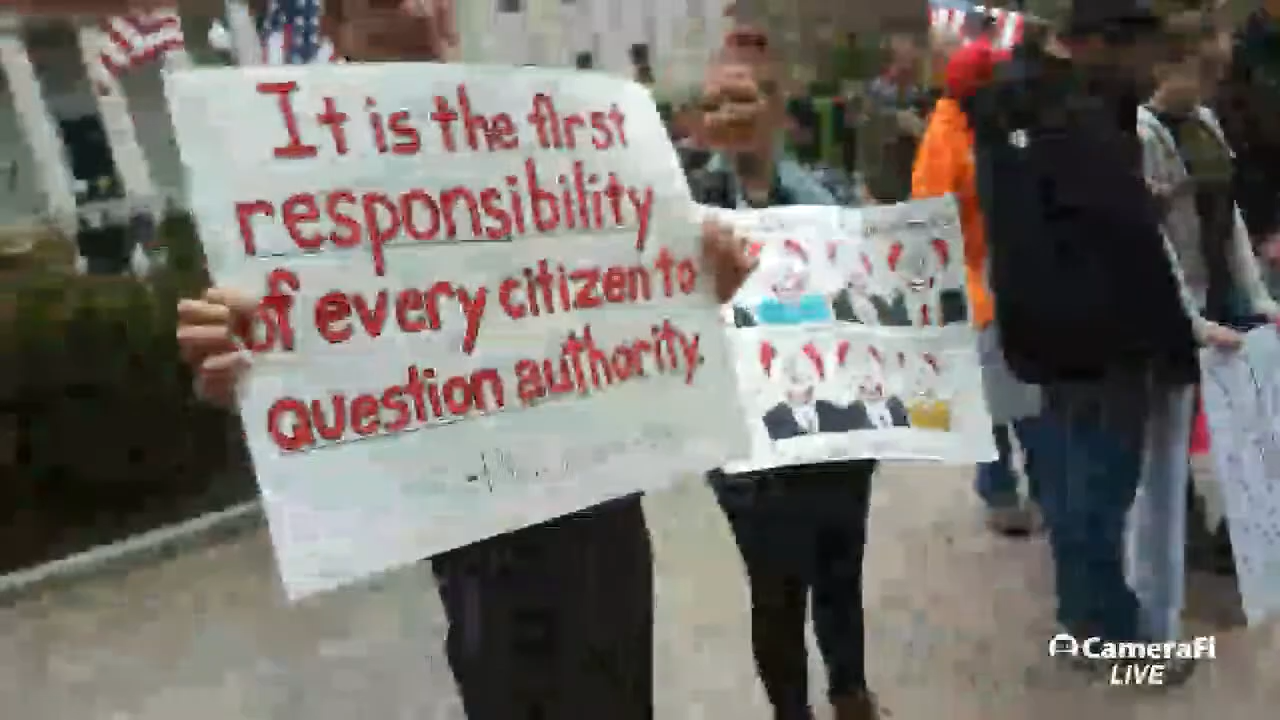 It is the first
responsibility
of every citizen to
question authority.
CameraFi
LIVE